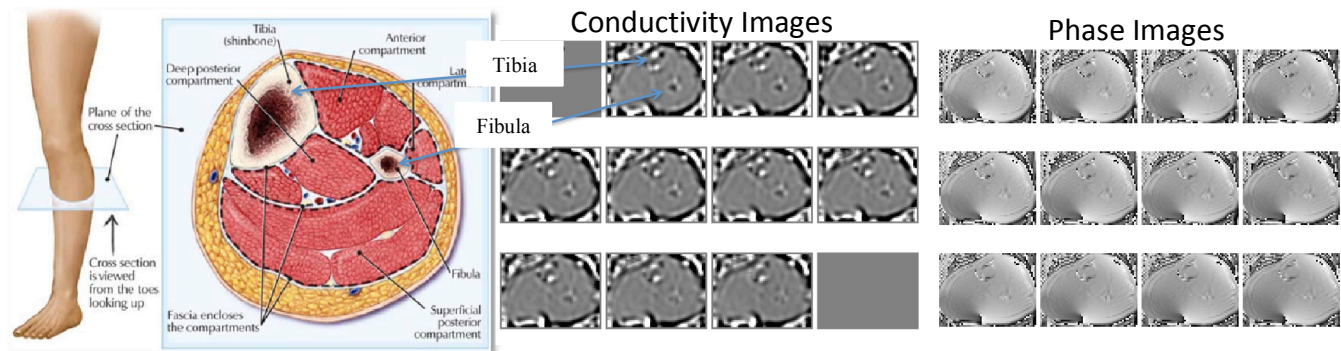 Conductivity Images
Phase Images
Tibia
(shinbone)
Anterior
compartment
Deep posterior
compartment
Tibia
Fibula
Plane of the
cross section
Cross section
is viewed
from the toes
looking up
Fascia encloses
the compartments
Fibula
Superficial
posterior
compartment